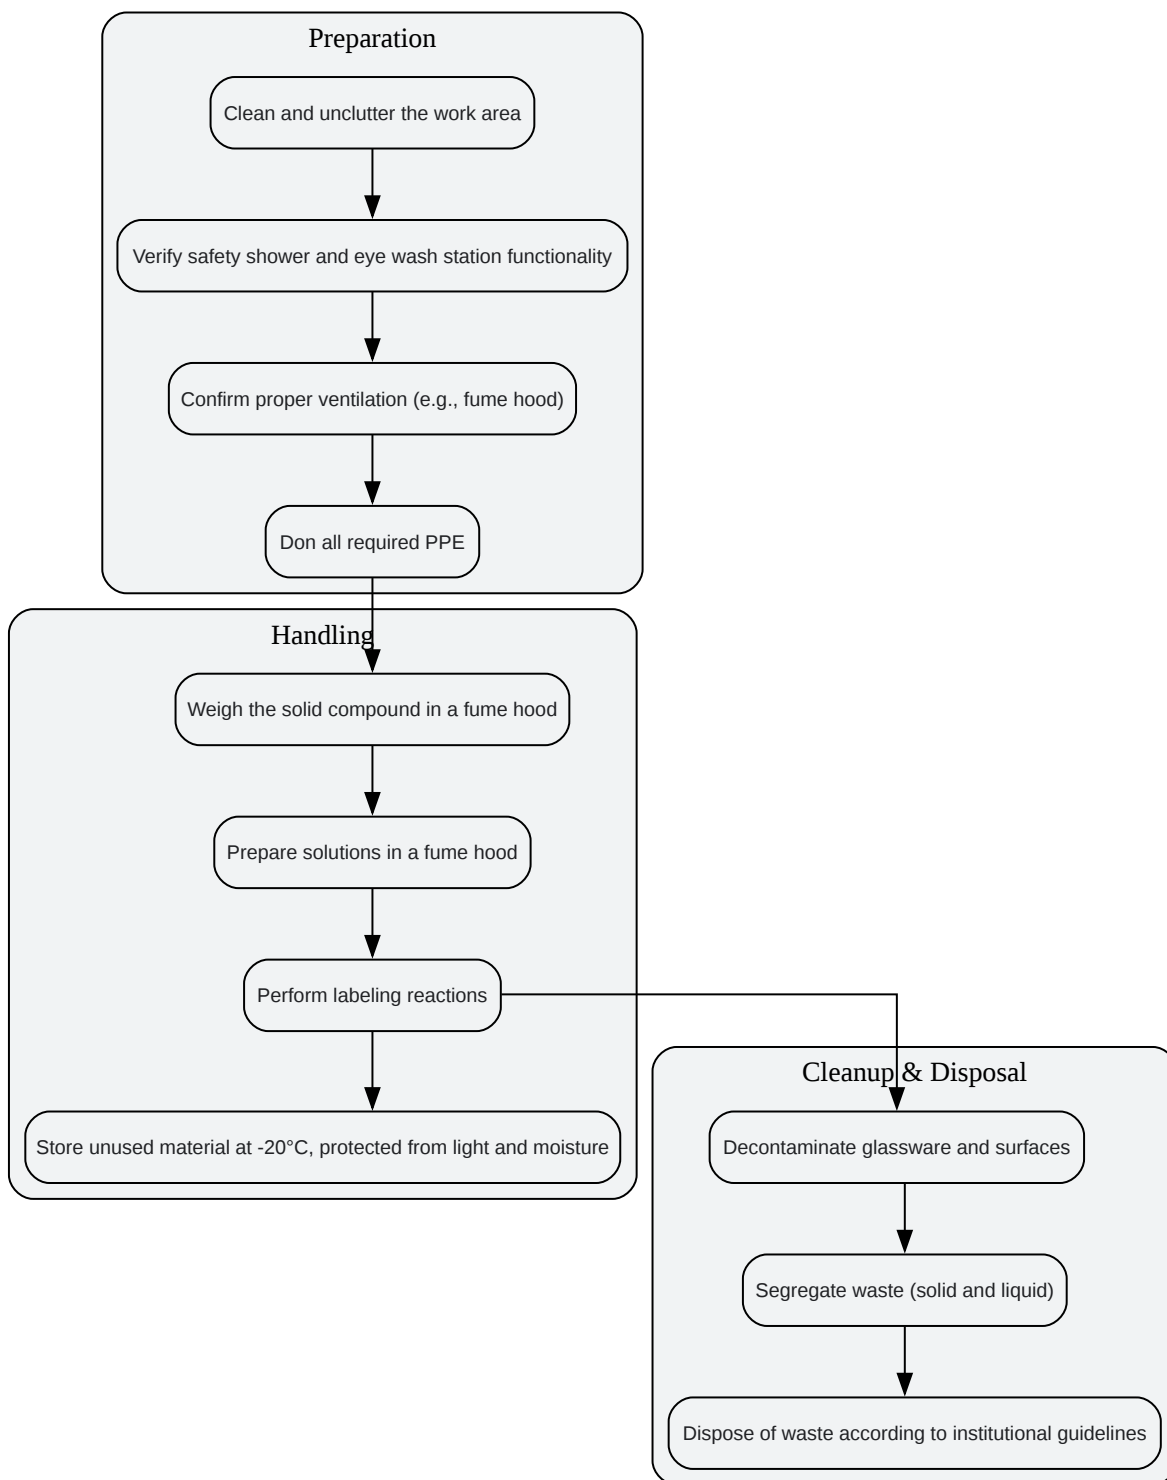 Preparation
Clean and unclutter the work area
Verify safety shower and eye wash station functionality
Confirm proper ventilation (e.g., fume hood)
Don all required PPE
Handling
Weigh the solid compound in a fume hood
Prepare solutions in a fume hood
Perform labeling reactions
Store unused material at -20°C, protected from light and moisture
Cleanup & Disposal
Decontaminate glassware and surfaces
Segregate waste (solid and liquid)
Dispose of waste according to institutional guidelines